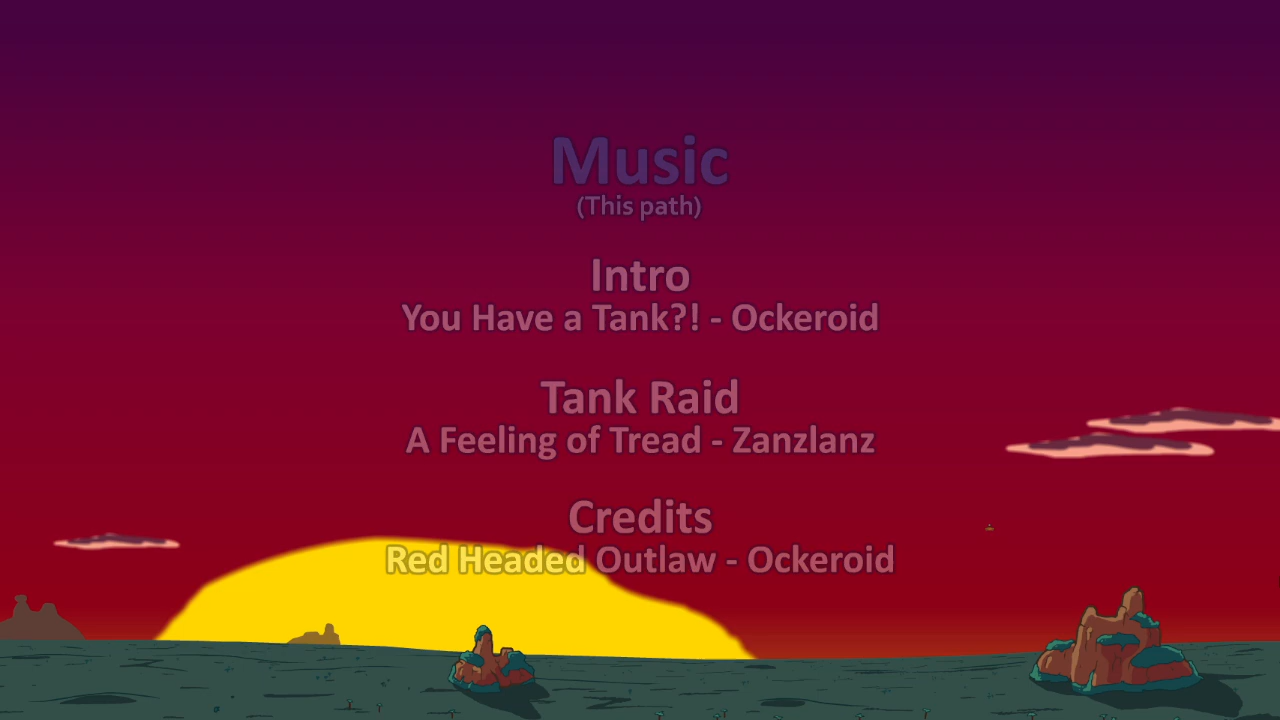 Music
(This path)
Intro
You Have a Tank?! - Ockeroid
Tank Raid
A Feeling of Tread - Zanzlanz
Credits
Red Headed Outlaw - Ockeroid